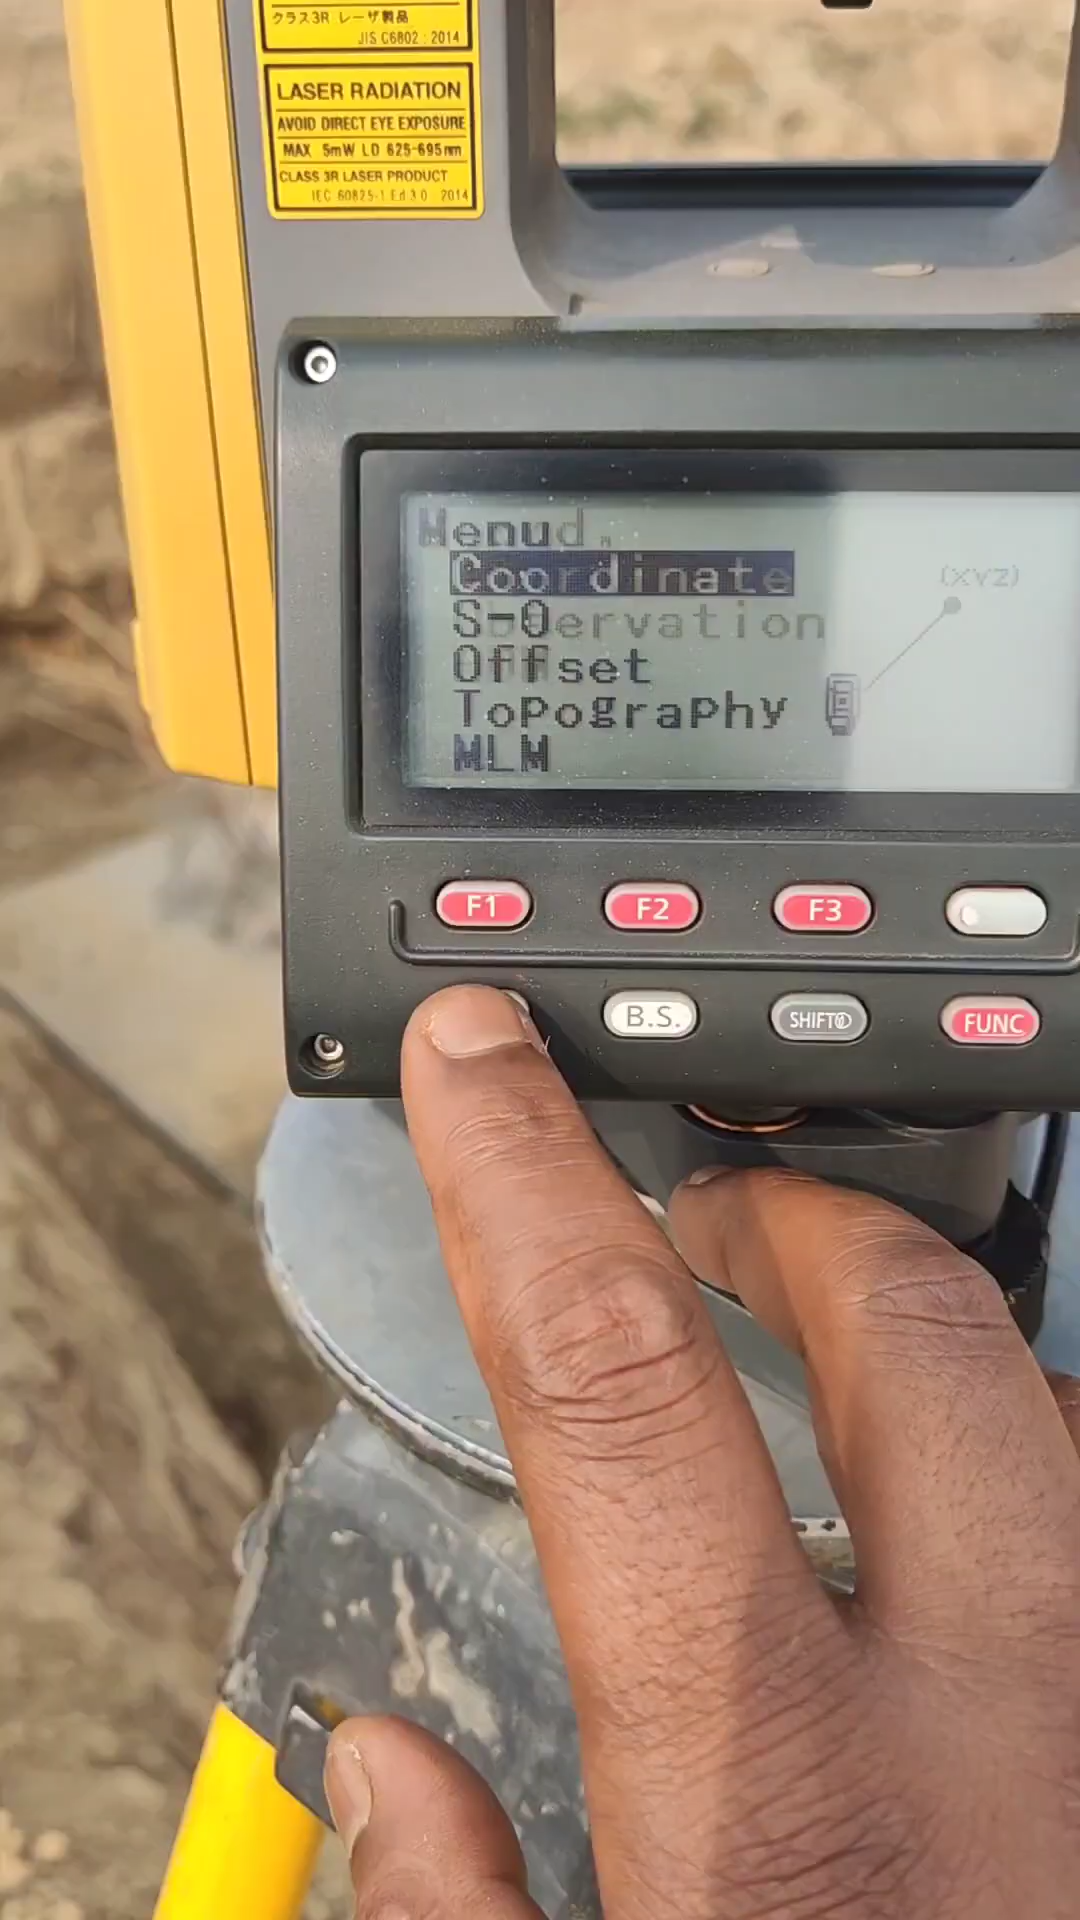 クラス3R レーザ製品
JIS C6802 : 2014
LASER RADIATION
AVOID DIRECT EYE EXPOSURE
MAX 5mW LD 625-695nm
CLASS 3R LASER PRODUCT
IEC 60825-1 Ed.3.0 2014
Menu
Coordinate
S-O
Offset
Topography
MLM
(XYZ)
F1
F2
F3
B.S.
SHIFT
FUNC